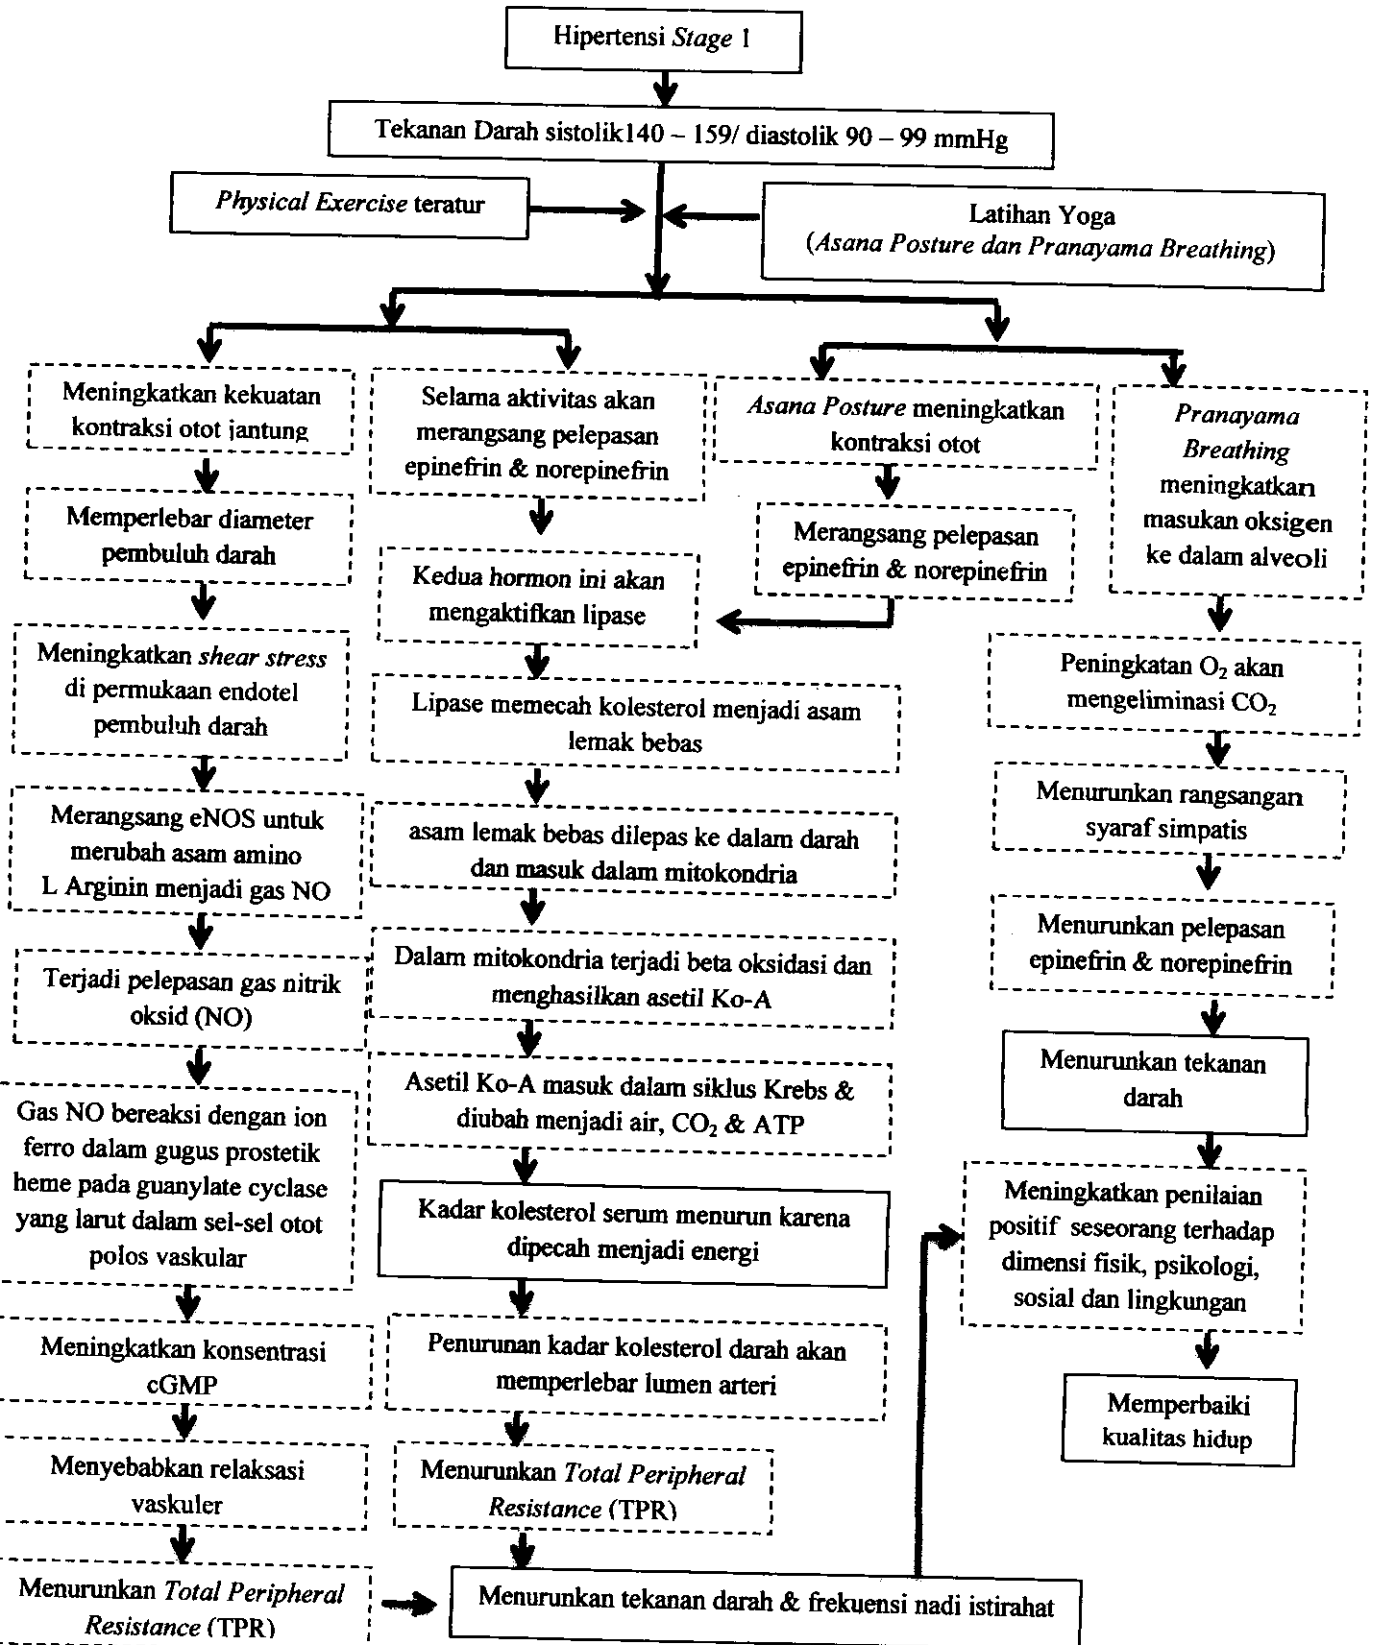 Hipertensi Stage 1
Tekanan Darah sistolik140 – 159/ diastolik 90 – 99 mmHg
Physical Exercise teratur
Latihan Yoga
(Asana Posture dan Pranayama Breathing)
Meningkatkan kekuatan
kontraksi otot jantung
Memperlebar diameter
pembuluh darah
Meningkatkan shear stress
di permukaan endotel
pembuluh darah
Merangsang eNOS untuk
merubah asam amino
L Arginin menjadi gas NO
Terjadi pelepasan gas nitrik
oksid (NO)
Gas NO bereaksi dengan ion
ferro dalam gugus prostetik
heme pada guanylate cyclase
yang larut dalam sel-sel otot
polos vaskular
Meningkatkan konsentrasi
cGMP
Menyebabkan relaksasi
vaskuler
Menurunkan Total Peripheral
Resistance (TPR)
Selama aktivitas akan
merangsang pelepasan
epinefrin & norepinefrin
Kedua hormon ini akan
mengaktifkan lipase
Lipase memecah kolesterol menjadi asam
lemak bebas
asam lemak bebas dilepas ke dalam darah
dan masuk dalam mitokondria
Dalam mitokondria terjadi beta oksidasi dan
menghasilkan asetil Ko-A
Asetil Ko-A masuk dalam siklus Krebs &
diubah menjadi air, CO₂ & ATP
Kadar kolesterol serum menurun karena
dipecah menjadi energi
Penurunan kadar kolesterol darah akan
memperlebar lumen arteri
Menurunkan Total Peripheral
Resistance (TPR)
Menurunkan tekanan darah & frekuensi nadi istirahat
Asana Posture meningkatkan
kontraksi otot
Merangsang pelepasan
epinefrin & norepinefrin
Pranayama
Breathing
meningkatkan
masukan oksigen
ke dalam alveoli
Peningkatan O₂ akan
mengeliminasi CO₂
Menurunkan rangsangan
syaraf simpatis
Menurunkan pelepasan
epinefrin & norepinefrin
Menurunkan tekanan
darah
Meningkatkan penilaian
positif seseorang terhadap
dimensi fisik, psikologi,
sosial dan lingkungan
Memperbaiki
kualitas hidup